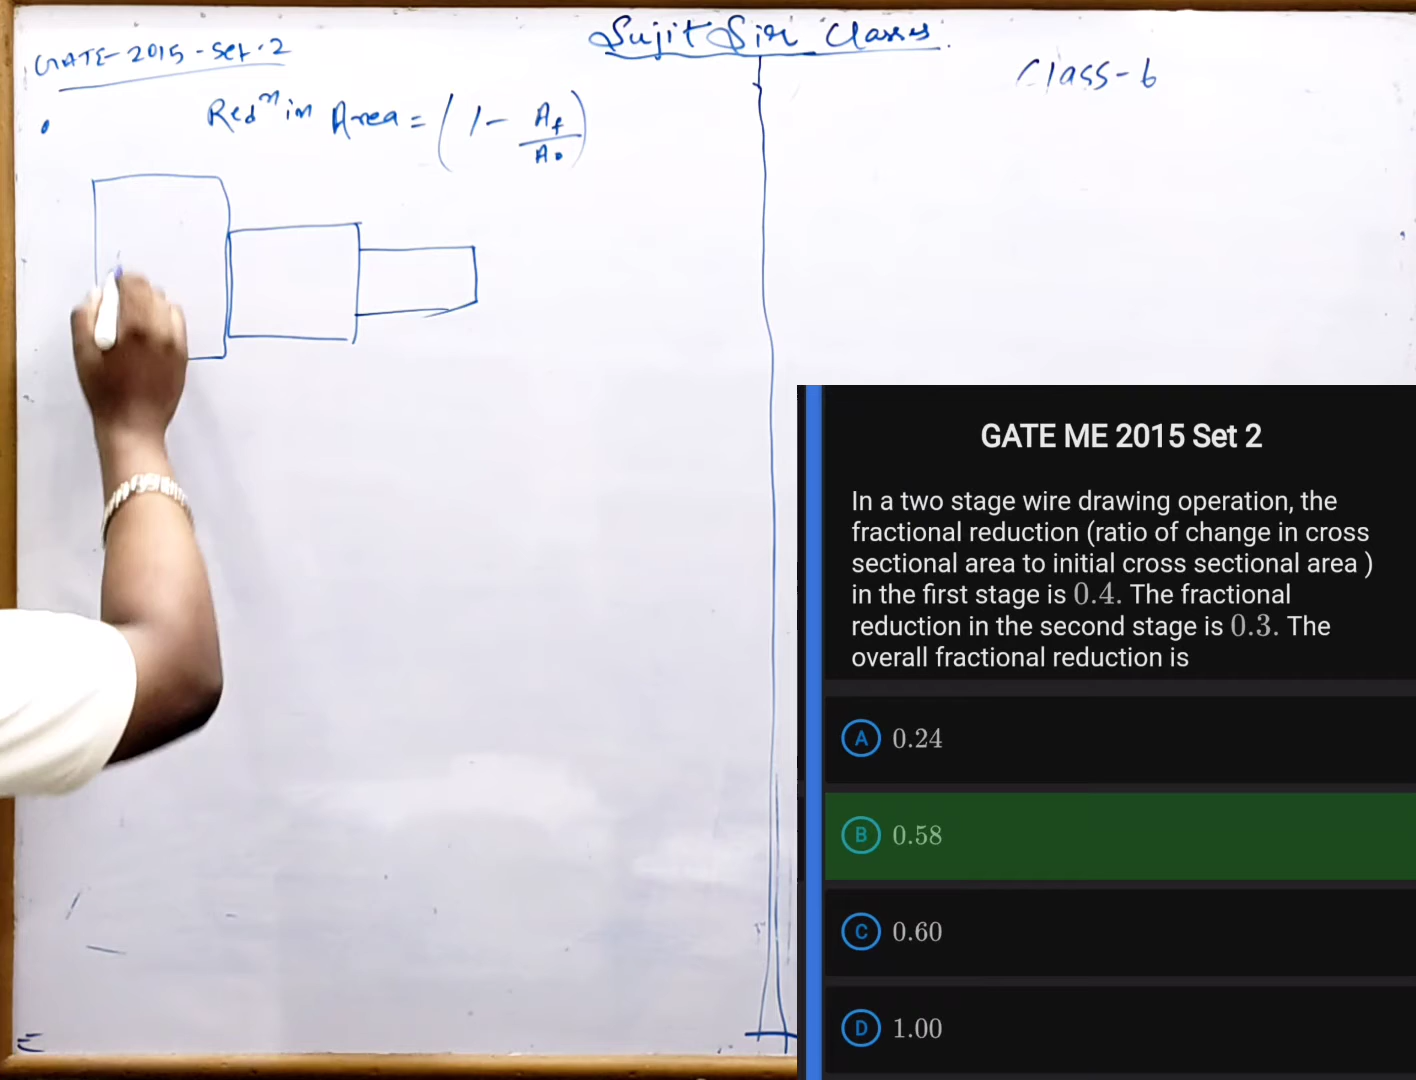 Sujit Sir Classes
GATE-2015-Set-2
Class-6
Redⁿ in Area = (1 - A_f/A_0)
GATE ME 2015 Set 2
In a two stage wire drawing operation, the
fractional reduction (ratio of change in cross
sectional area to initial cross sectional area )
in the first stage is 0.4. The fractional
reduction in the second stage is 0.3. The
overall fractional reduction is
A 0.24
B 0.58
C 0.60
D 1.00